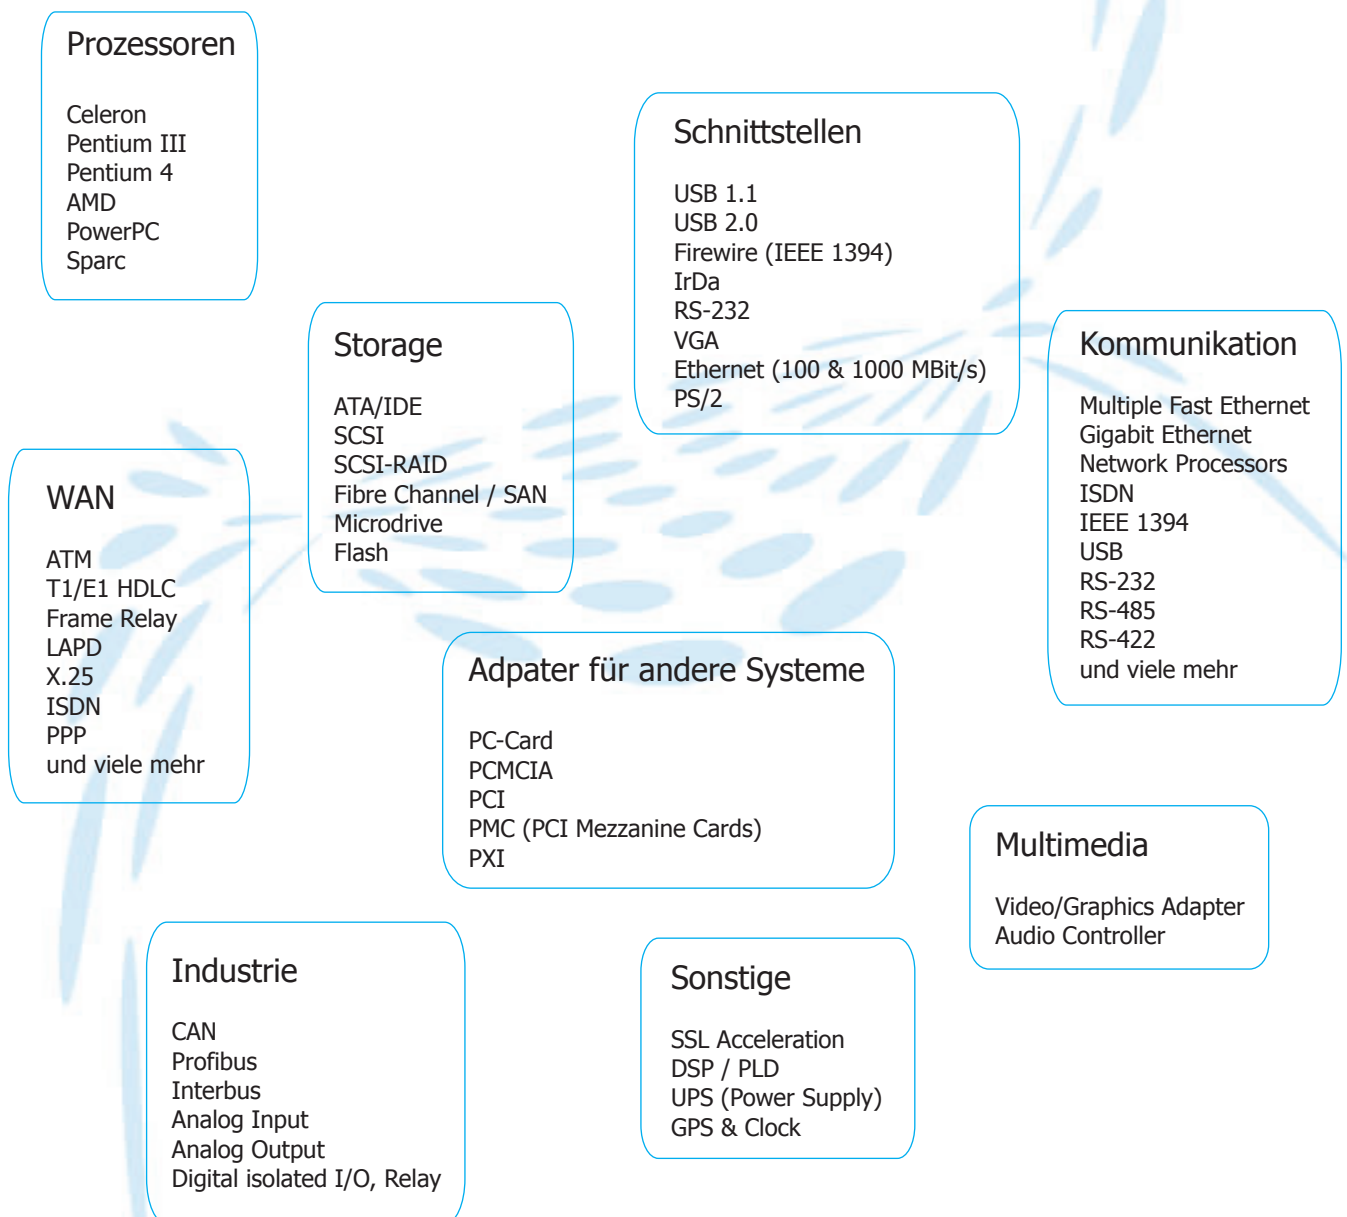 Prozessoren
Celeron
Pentium III
Pentium 4
AMD
PowerPC
Sparc
Schnittstellen
USB 1.1
USB 2.0
Firewire (IEEE 1394)
IrDa
RS-232
VGA
Ethernet (100 & 1000 MBit/s)
PS/2
Storage
ATA/IDE
SCSI
SCSI-RAID
Fibre Channel / SAN
Microdrive
Flash
Kommunikation
Multiple Fast Ethernet
Gigabit Ethernet
Network Processors
ISDN
IEEE 1394
USB
RS-232
RS-485
RS-422
und viele mehr
WAN
ATM
T1/E1 HDLC
Frame Relay
LAPD
X.25
ISDN
PPP
und viele mehr
Adpater für andere Systeme
PC-Card
PCMCIA
PCI
PMC (PCI Mezzanine Cards)
PXI
Multimedia
Video/Graphics Adapter
Audio Controller
Industrie
CAN
Profibus
Interbus
Analog Input
Analog Output
Digital isolated I/O, Relay
Sonstige
SSL Acceleration
DSP / PLD
UPS (Power Supply)
GPS & Clock